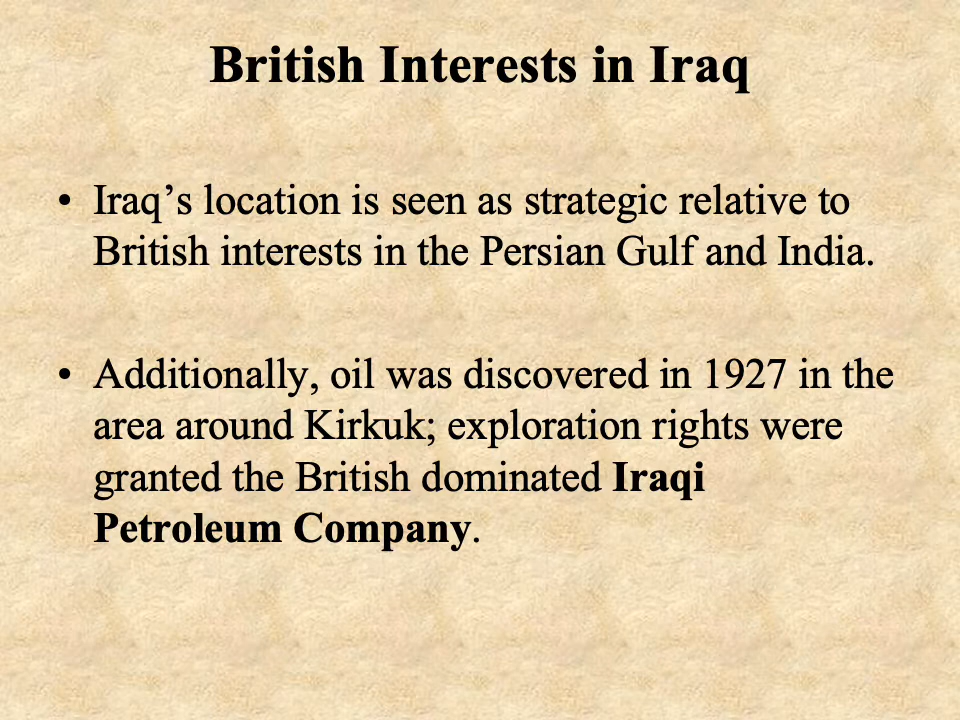 British Interests in Iraq
• Iraq’s location is seen as strategic relative to
British interests in the Persian Gulf and India.
• Additionally, oil was discovered in 1927 in the
area around Kirkuk; exploration rights were
granted the British dominated Iraqi
Petroleum Company.